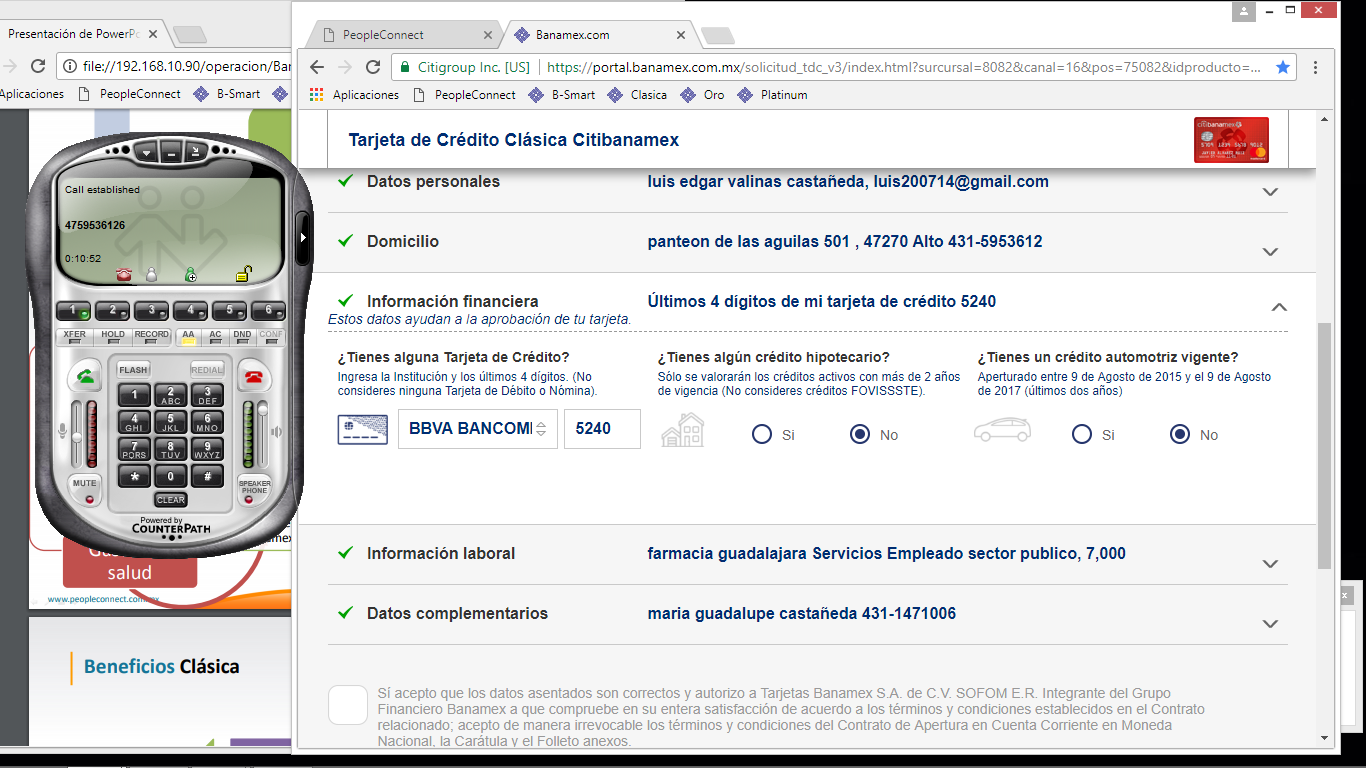 Presentación de PowerPo
PeopleConnect
Banamex.com
file://192.168.10.90/operacion/Ban
Citigroup Inc. [US]
https://portal.banamex.com.mx/solicitud_tdc_v3/index.html?sursursal=8082&canal=16&pos=75082&idproducto=...
Aplicaciones
PeopleConnect
B-Smart
Aplicaciones
PeopleConnect
B-Smart
Clasica
Oro
Platinum
Tarjeta de Crédito Clásica Citibanamex
citibanamex
Datos personales
luis edgar valinas castañeda, luis200714@gmail.com
Domicilio
panteon de las aguilas 501 , 47270 Alto 431-5953612
Información financiera
Últimos 4 dígitos de mi tarjeta de crédito 5240
Estos datos ayudan a la aprobación de tu tarjeta.
¿Tienes alguna Tarjeta de Crédito?
Ingresa la Institución y los últimos 4 dígitos. (No
consideres ninguna Tarjeta de Débito o Nómina).
BBVA BANCOM
5240
¿Tienes algún crédito hipotecario?
Sólo se valorarán los créditos activos con más de 2 años
de vigencia (No consideres créditos FOVISSSTE).
Si
No
¿Tienes un crédito automotriz vigente?
Aperturado entre 9 de Agosto de 2015 y el 9 de Agosto
de 2017 (últimos dos años)
Si
No
Información laboral
farmacia guadalajara Servicios Empleado sector publico, 7,000
Datos complementarios
maria guadalupe castañeda 431-1471006
Sí acepto que los datos asentados son correctos y autorizo a Tarjetas Banamex S.A. de C.V. SOFOM E.R. Integrante del Grupo
Financiero Banamex a que compruebe en su entera satisfacción de acuerdo a los términos y condiciones establecidos en el Contrato
relacionado; acepto de manera irrevocable los términos y condiciones del Contrato de Apertura en Cuenta Corriente en Moneda
Nacional, la Carátula y el Folleto anexos.
Call established
4759536126
0:10:52
1 2 3 4 5 6
XFER HOLD RECORD AA AC DND CONF
FLASH REDIAL
1 2 ABC 3 DEF
4 GHI 5 JKL 6 MNO
7 PQRS 8 TUV 9 WXYZ
* 0 #
MUTE
SPEAKER
PHONE
CLEAR
Powered by
COUNTERPATH
salud
www.peopleconnect.com.mx
Beneficios Clásica